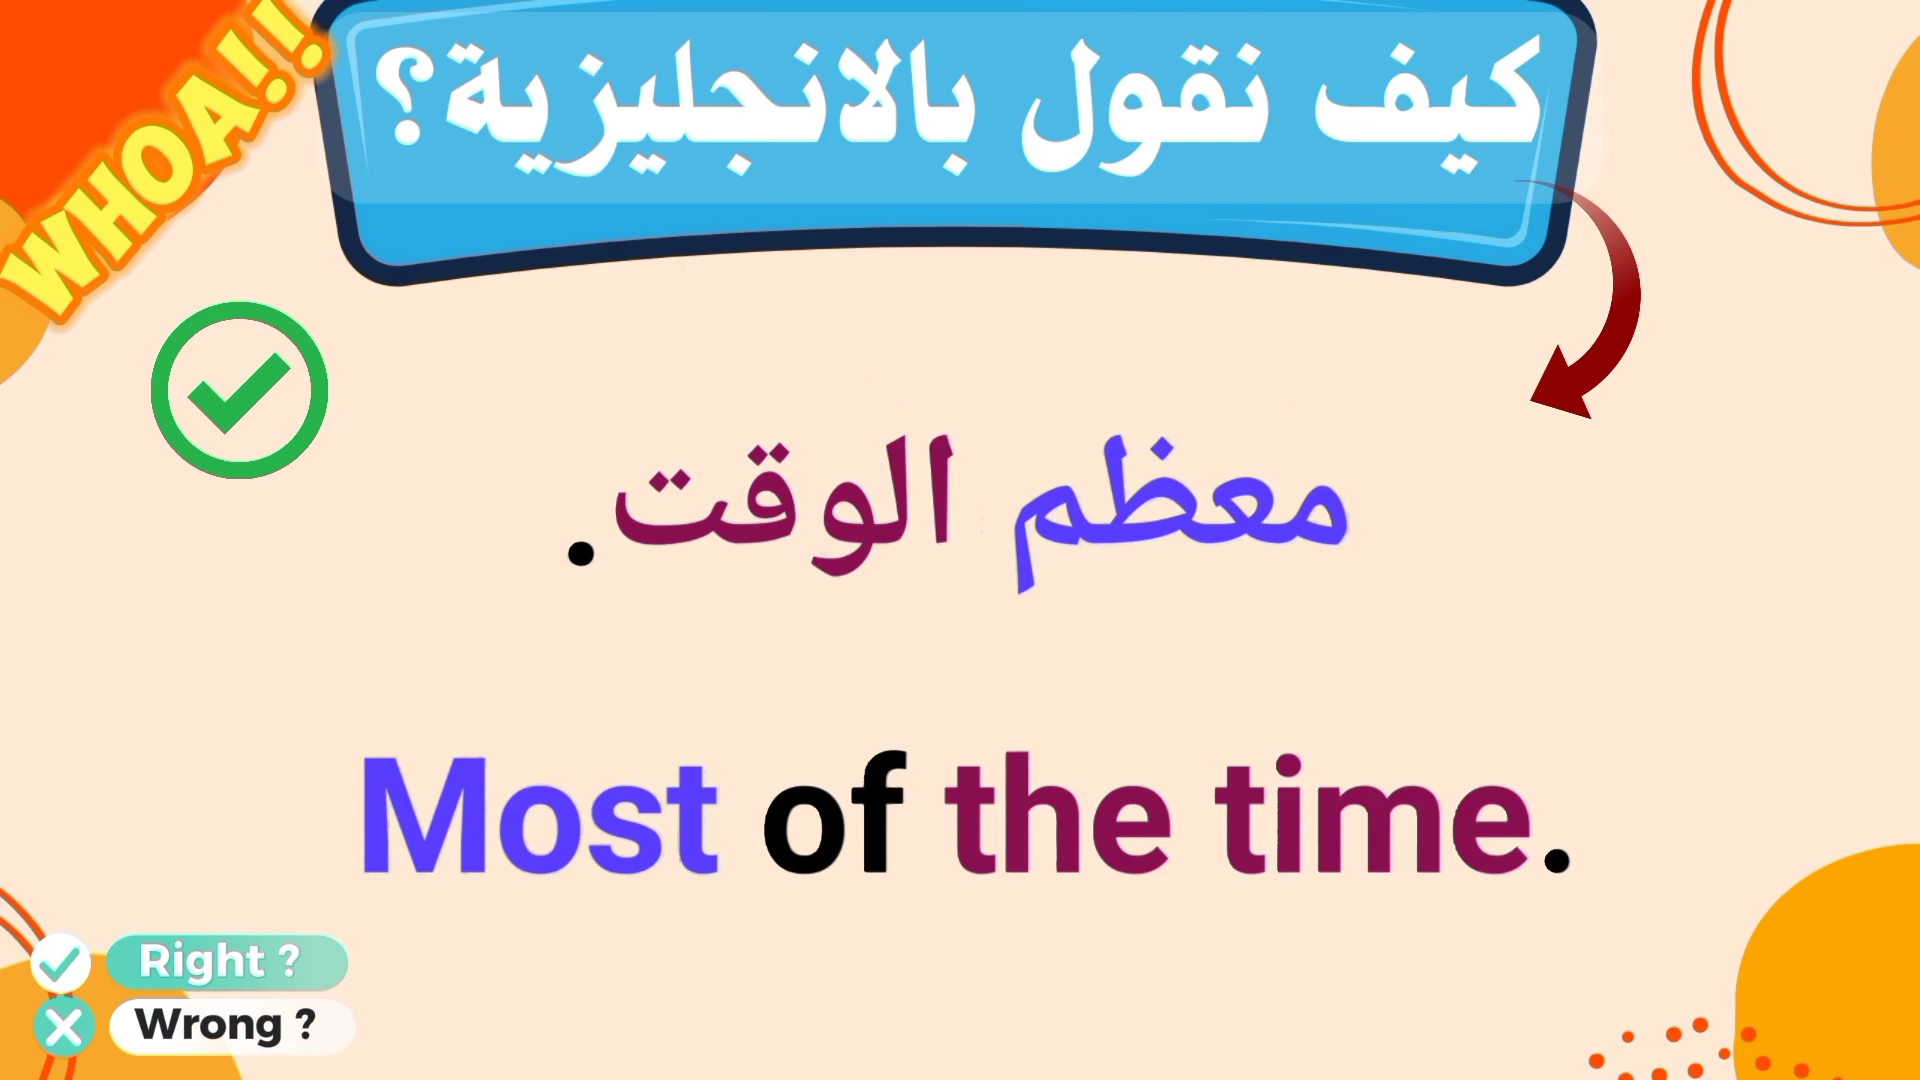 WHOA!!
كيف نقول بالانجليزية؟
معظم الوقت.
Most of the time.
Right ?
Wrong ?